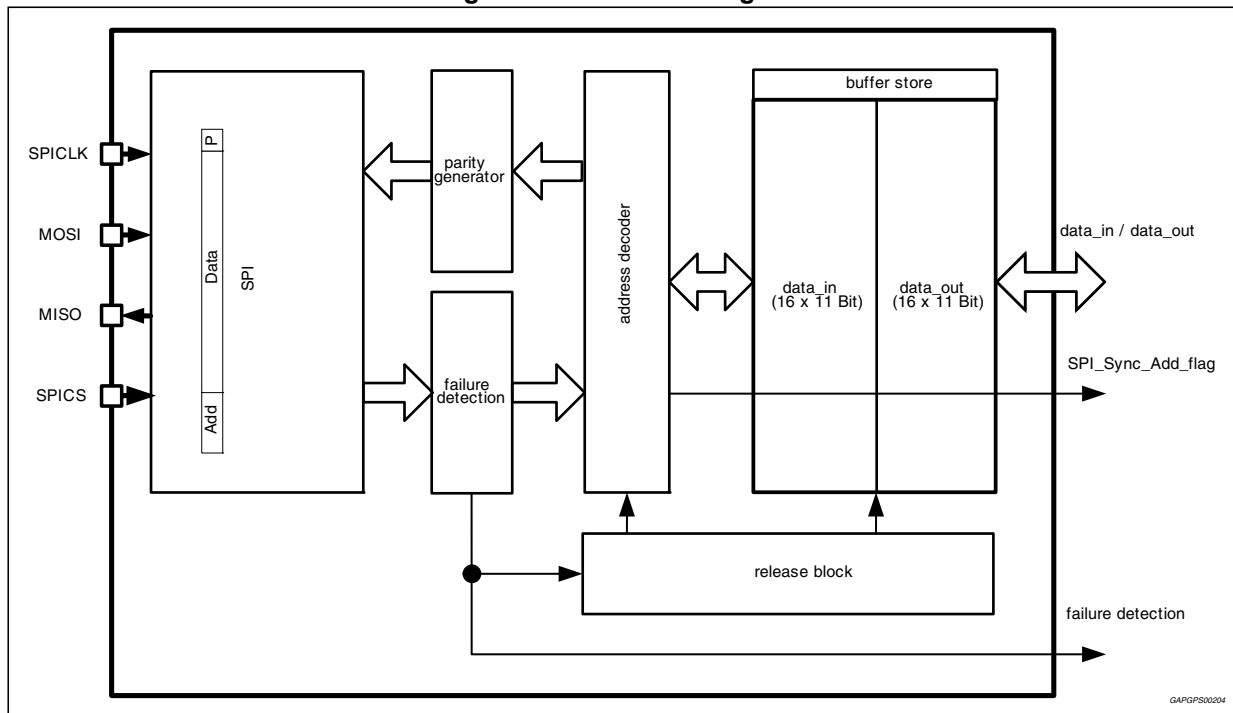 SPICLK
MOSI
MISO
SPICS
P
Data
Add
SPI
parity
generator
failure
detection
address decoder
buffer store
data_in
(16 x 11 Bit)
data_out
(16 x 11 Bit)
release block
data_in / data_out
SPI_Sync_Add_flag
failure detection
GAPGPS00204